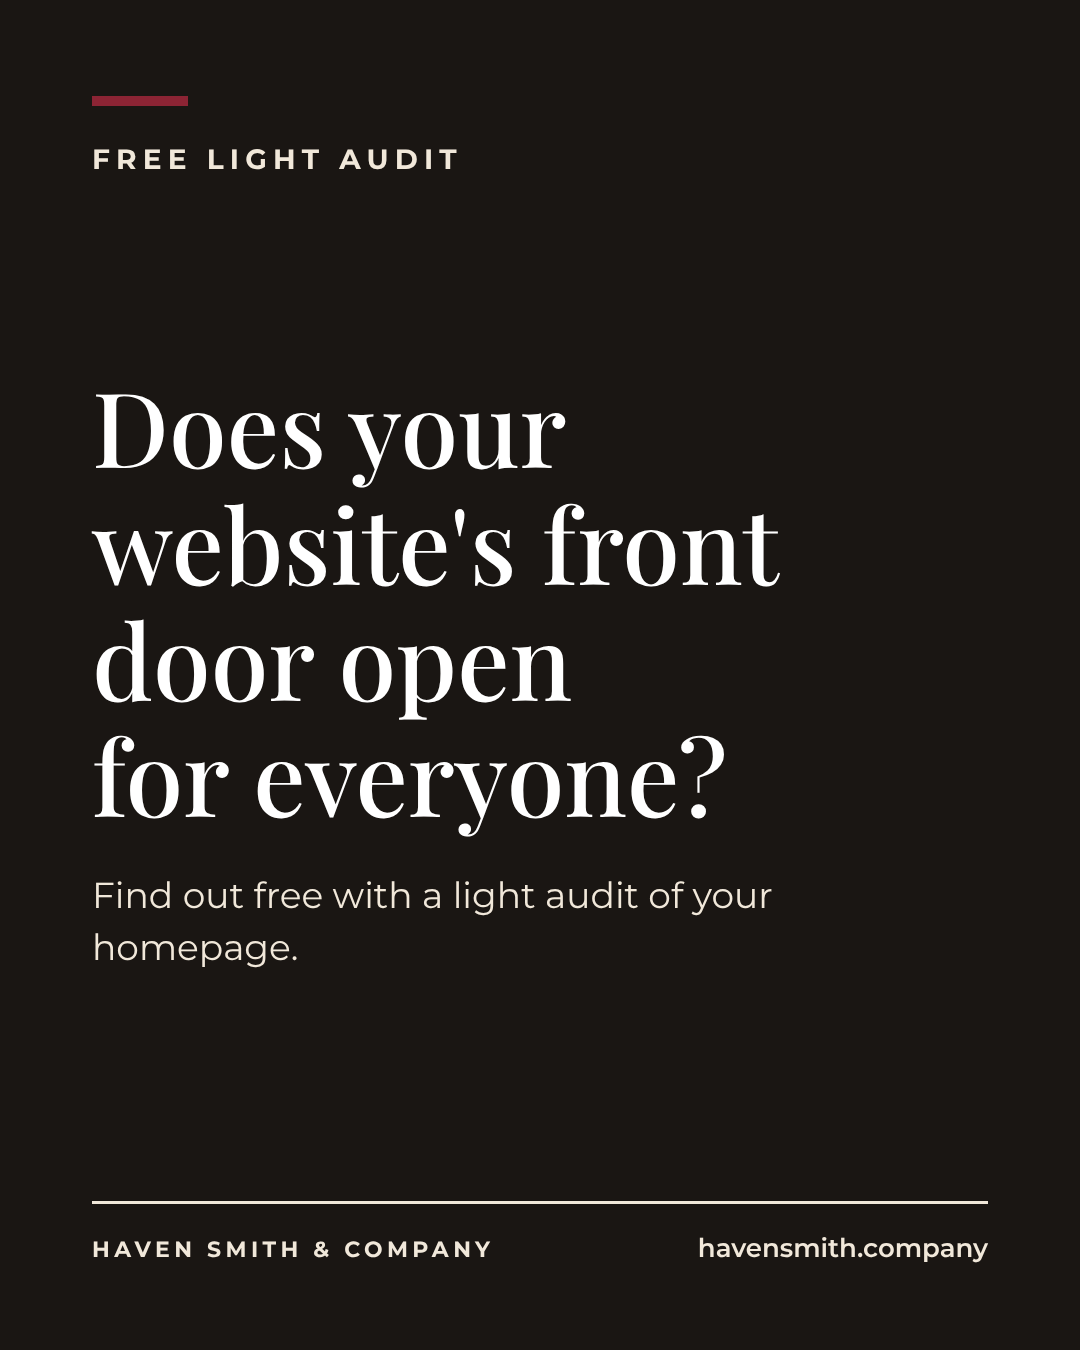 FREE LIGHT AUDIT
Does your
website's front
door open
for everyone?
Find out free with a light audit of your
homepage.
HAVEN SMITH & COMPANY
havensmith.company